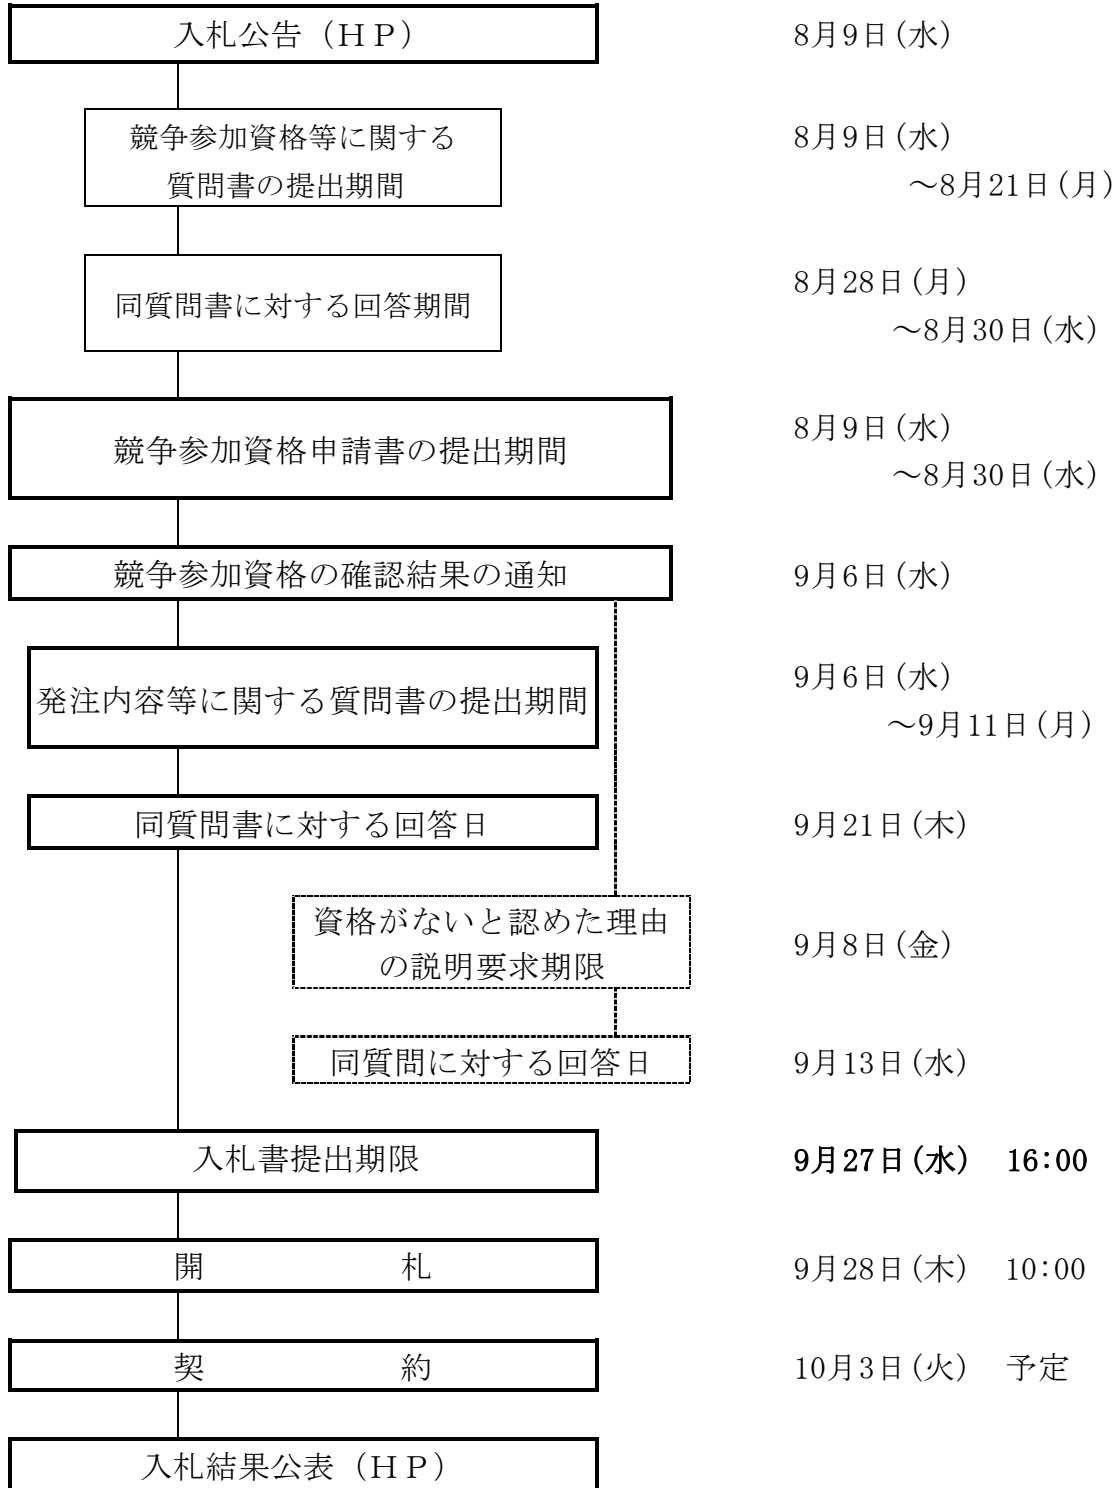 入札公告（ＨＰ） 8月9日(水)
競争参加資格等に関する 8月9日(水)
質問書の提出期間 ～8月21日(月)
同質問書に対する回答期間 8月28日(月)
～8月30日(水)
競争参加資格申請書の提出期間 8月9日(水)
～8月30日(水)
競争参加資格の確認結果の通知 9月6日(水)
発注内容等に関する質問書の提出期間 9月6日(水)
～9月11日(月)
同質問書に対する回答日 9月21日(木)
資格がないと認めた理由
の説明要求期限 9月8日(金)
同質問に対する回答日 9月13日(水)
入札書提出期限 9月27日(水) 16:00
開 札 9月28日(木) 10:00
契 約 10月3日(火) 予定
入札結果公表（ＨＰ）